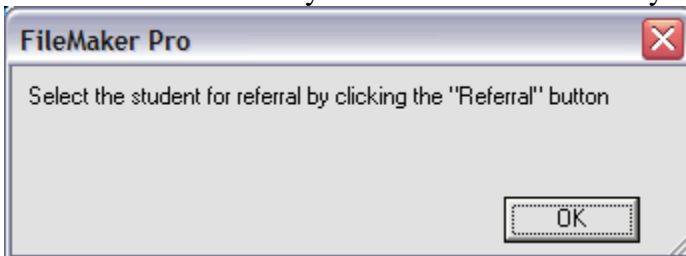 FileMaker Pro
Select the student for referral by clicking the "Referral" button
OK